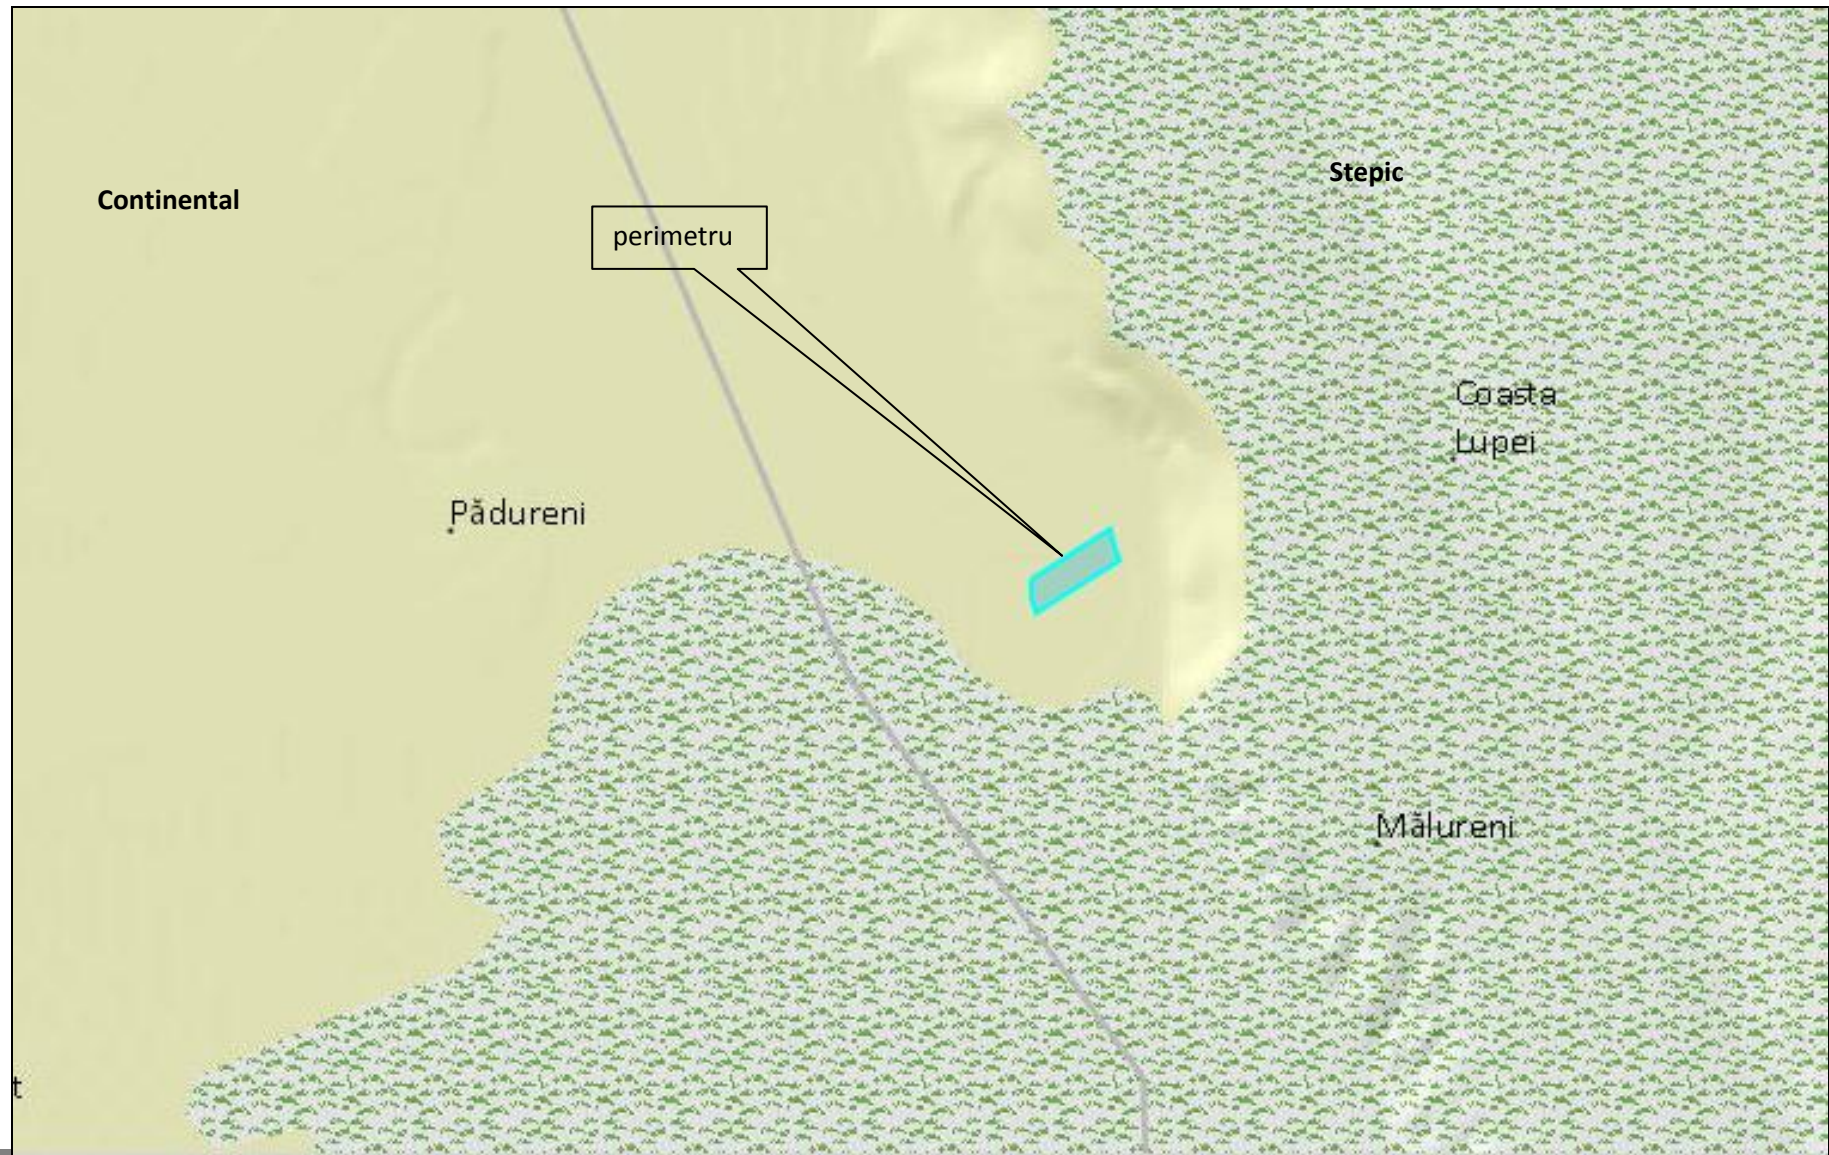 Stepic
Continental
perimetru
Coasta
Lupei
Pădureni
Mălureni
t